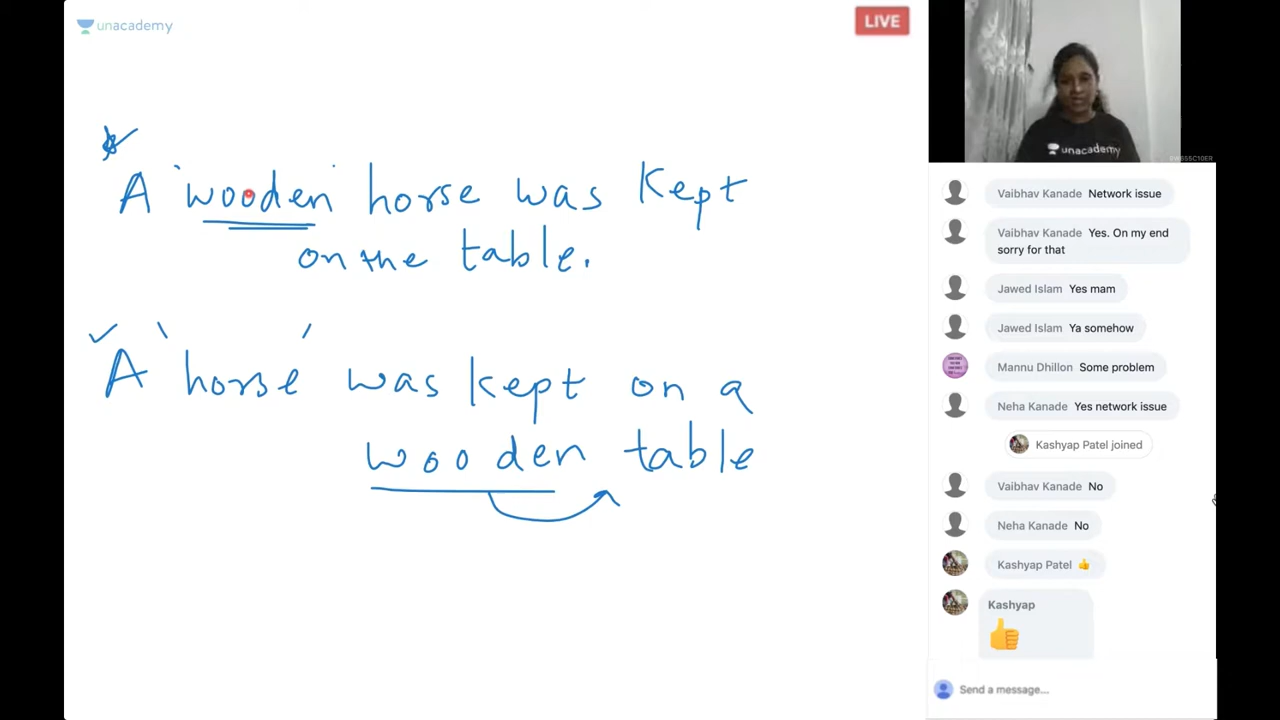 unacademy
LIVE
A 'wooden' horse was kept
on the table.
A 'horse' was kept on a
wooden table
unacademy
Vaibhav Kanade Network issue
Vaibhav Kanade Yes. On my end
sorry for that
Jawed Islam Yes mam
Jawed Islam Ya somehow
Mannu Dhillon Some problem
Neha Kanade Yes network issue
Kashyap Patel joined
Vaibhav Kanade No
Neha Kanade No
Kashyap Patel 👍
Kashyap
👍
Send a message...